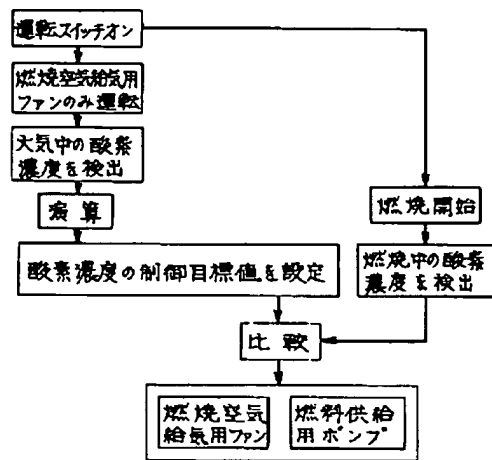 運転スイッチオン
燃焼空気給気用
ファンのみ運転
大気中の酸素
濃度を検出
演算
酸素濃度の制御目標値を設定
燃焼開始
燃焼中の酸素
濃度を検出
比較
燃焼空気
給気用ファン
燃料供給
用ポンプ